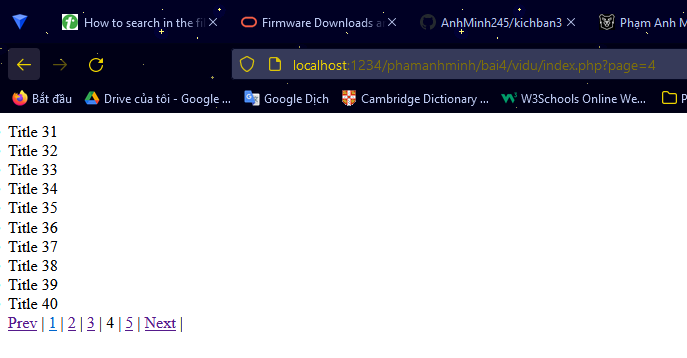 How to search in the fi
Firmware Downloads a
AnhMinh245/kichban3
Phạm Anh M
localhost:1234/phamanhminh/bai4/vidu/index.php?page=4
Bắt đầu
Drive của tôi - Google ...
Google Dịch
Cambridge Dictionary ...
W3Schools Online We...
P
Title 31
Title 32
Title 33
Title 34
Title 35
Title 36
Title 37
Title 38
Title 39
Title 40
Prev | 1 | 2 | 3 | 4 | 5 | Next |